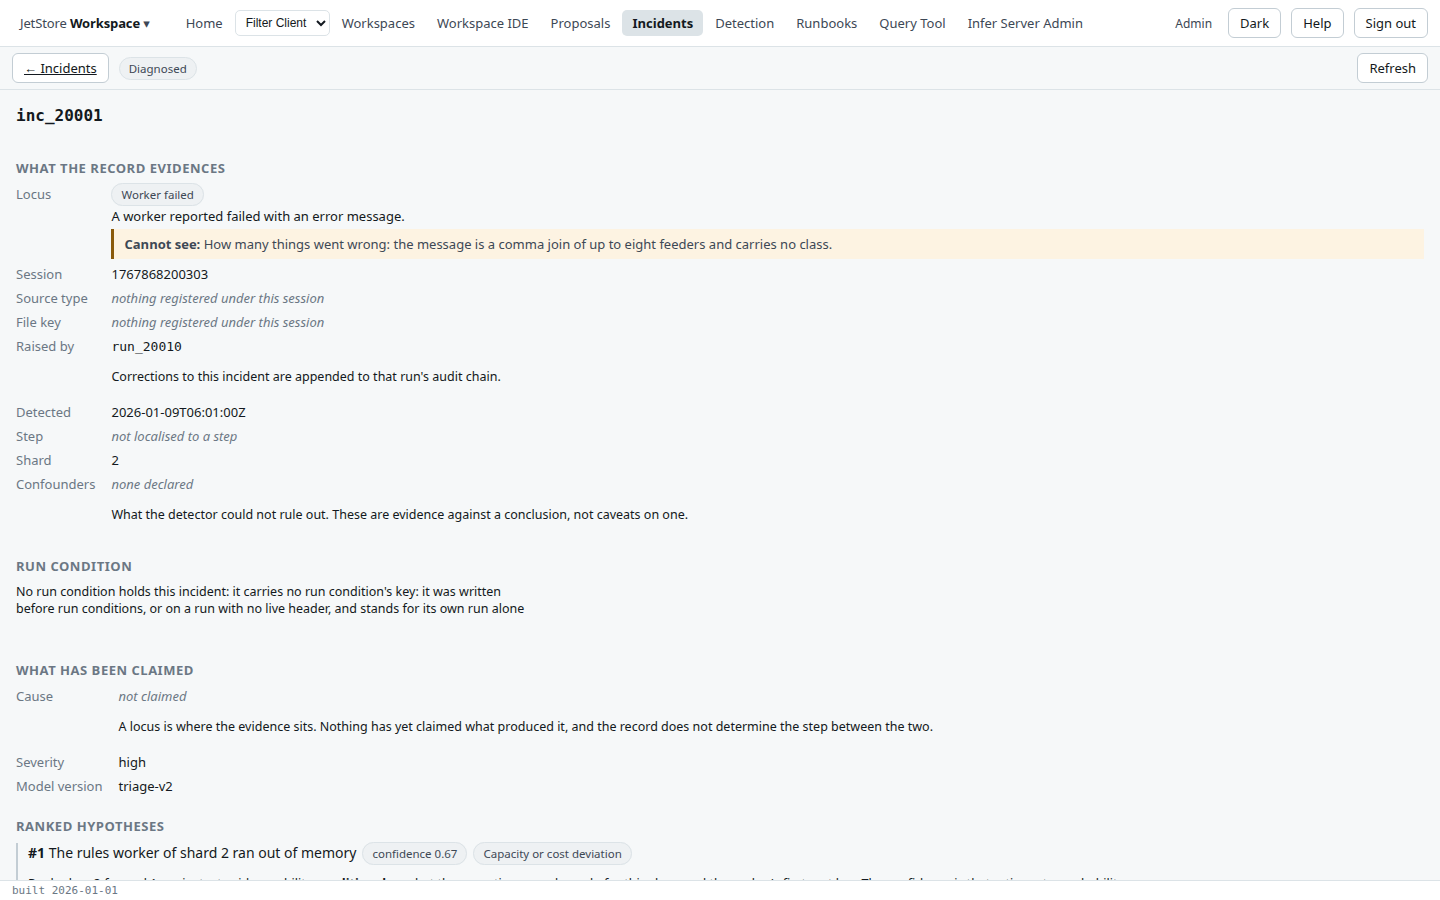 JetStore Workspace ▾ Home Filter Client Workspaces Workspace IDE Proposals Incidents Detection Runbooks Query Tool Infer Server Admin Admin Dark Help Sign out
← Incidents Diagnosed Refresh
inc_20001
WHAT THE RECORD EVIDENCES
Locus Worker failed
A worker reported failed with an error message.
Cannot see: How many things went wrong: the message is a comma join of up to eight feeders and carries no class.
Session 1767868200303
Source type nothing registered under this session
File key nothing registered under this session
Raised by run_20010
Corrections to this incident are appended to that run's audit chain.
Detected 2026-01-09T06:01:00Z
Step not localised to a step
Shard 2
Confounders none declared
What the detector could not rule out. These are evidence against a conclusion, not caveats on one.
RUN CONDITION
No run condition holds this incident: it carries no run condition's key: it was written
before run conditions, or on a run with no live header, and stands for its own run alone
WHAT HAS BEEN CLAIMED
Cause not claimed
A locus is where the evidence sits. Nothing has yet claimed what produced it, and the record does not determine the step between the two.
Severity high
Model version triage-v2
RANKED HYPOTHESES
#1 The rules worker of shard 2 ran out of memory confidence 0.67 Capacity or cost deviation
built 2026-01-01